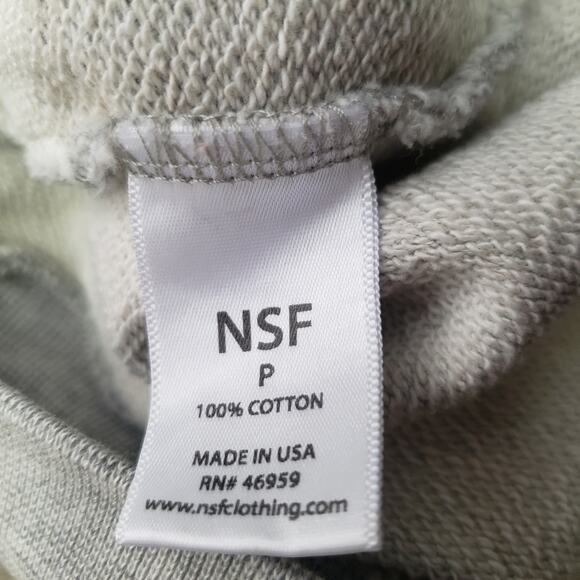 NSF
P
100% COTTON
MADE IN USA
RN# 46959
www.nsfclothing.com